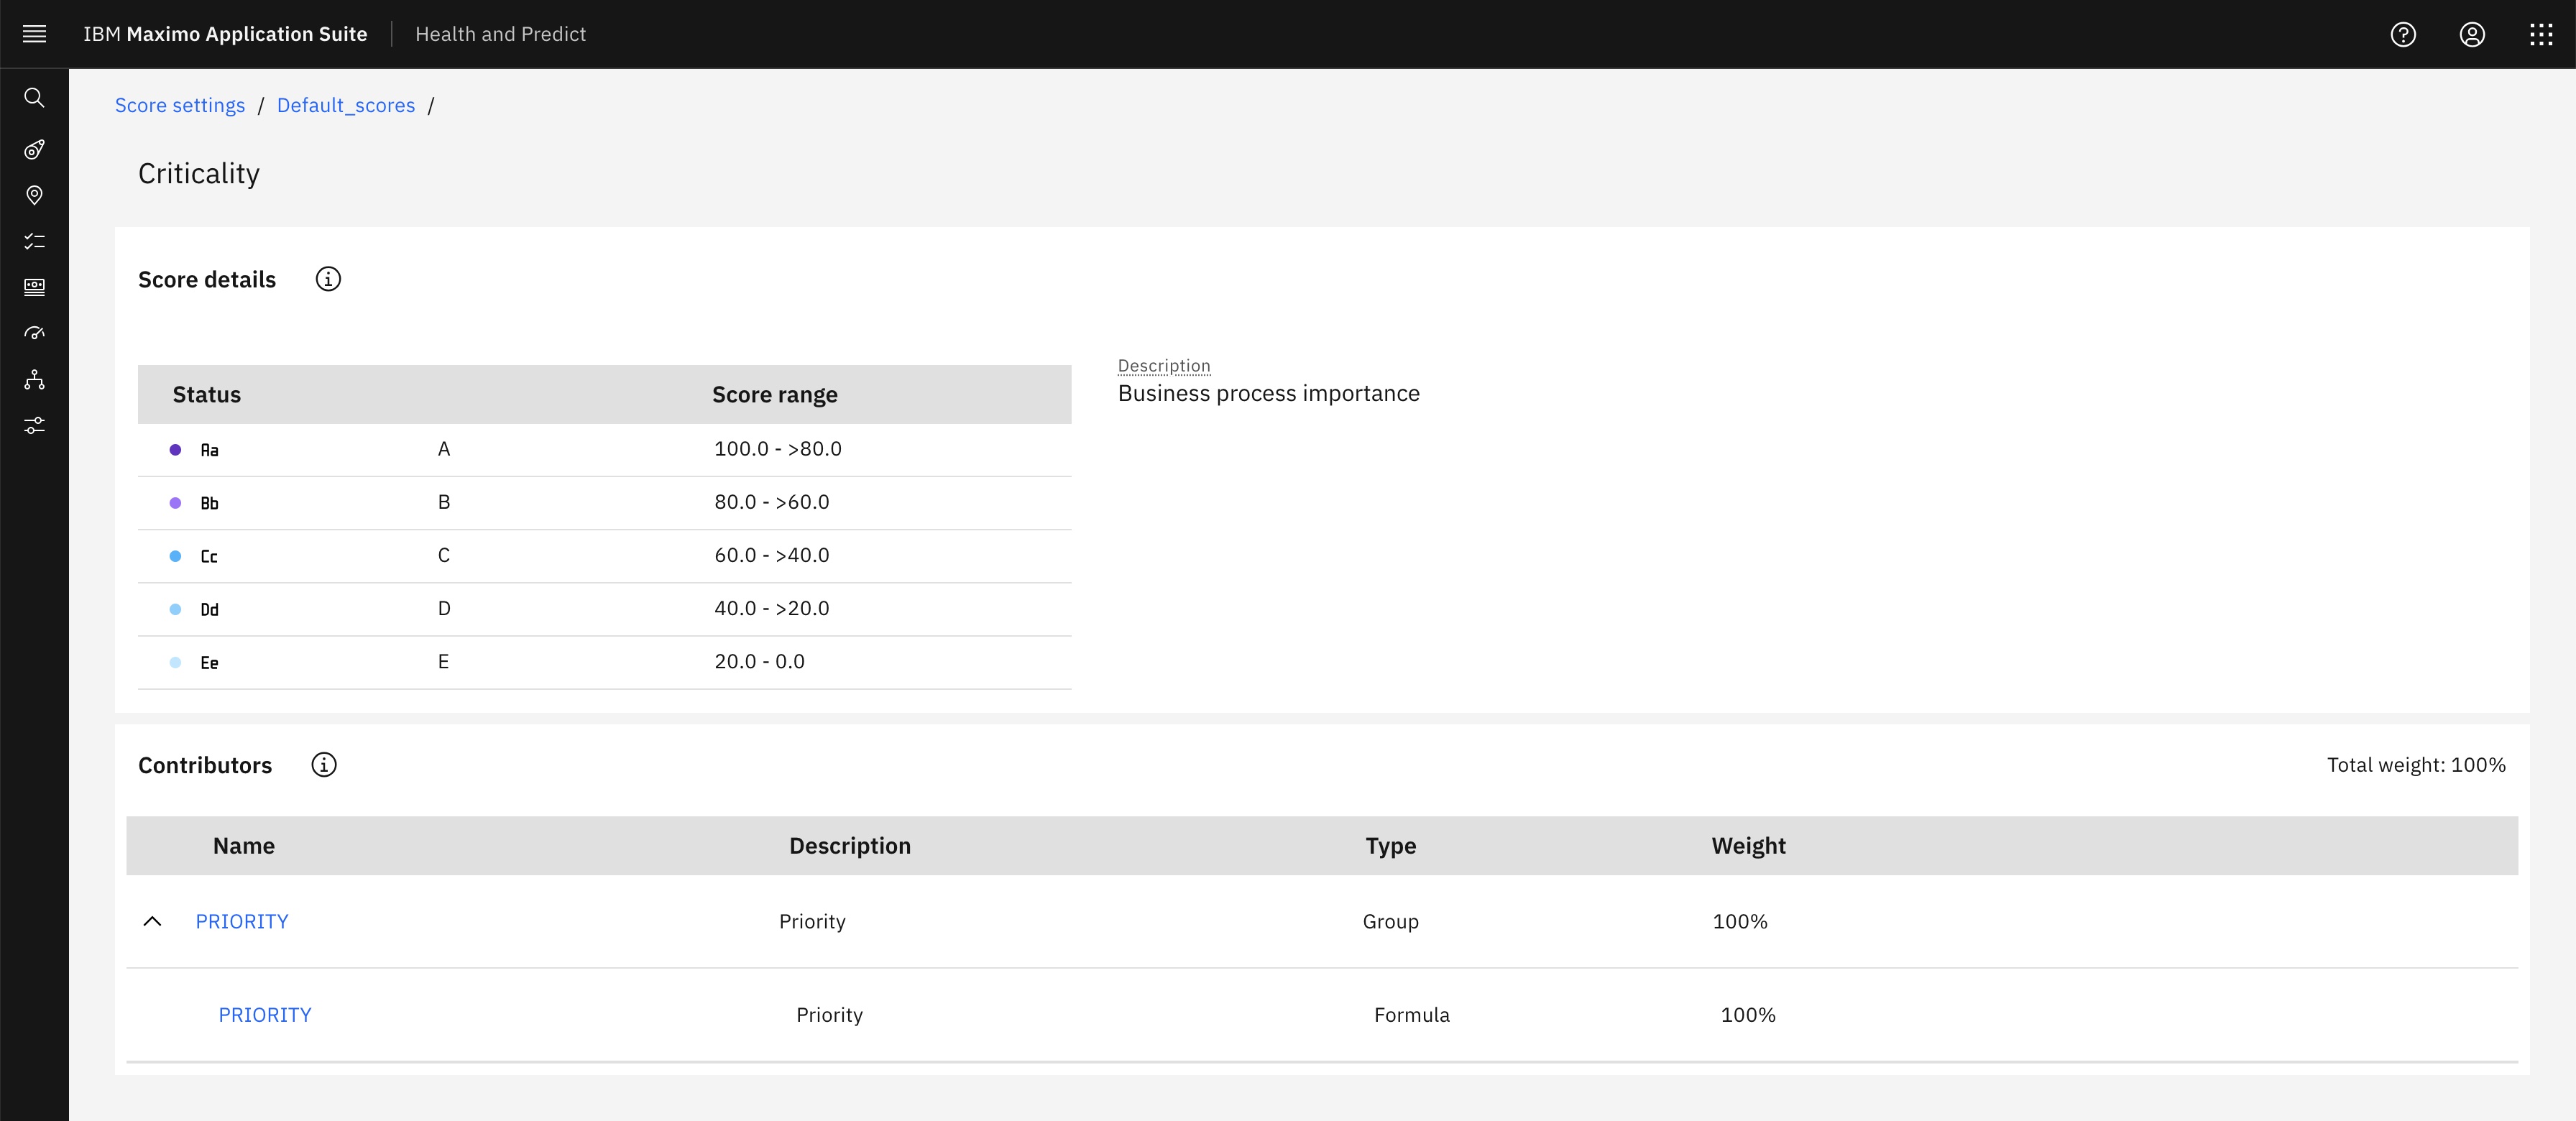 IBM Maximo Application Suite Health and Predict
Score settings / Default_scores /
Criticality
Score details
Description
Business process importance
Status Score range
Aa A 100.0 - >80.0
Bb B 80.0 - >60.0
Cc C 60.0 - >40.0
Dd D 40.0 - >20.0
Ee E 20.0 - 0.0
Contributors Total weight: 100%
Name Description Type Weight
PRIORITY Priority Group 100%
PRIORITY Priority Formula 100%